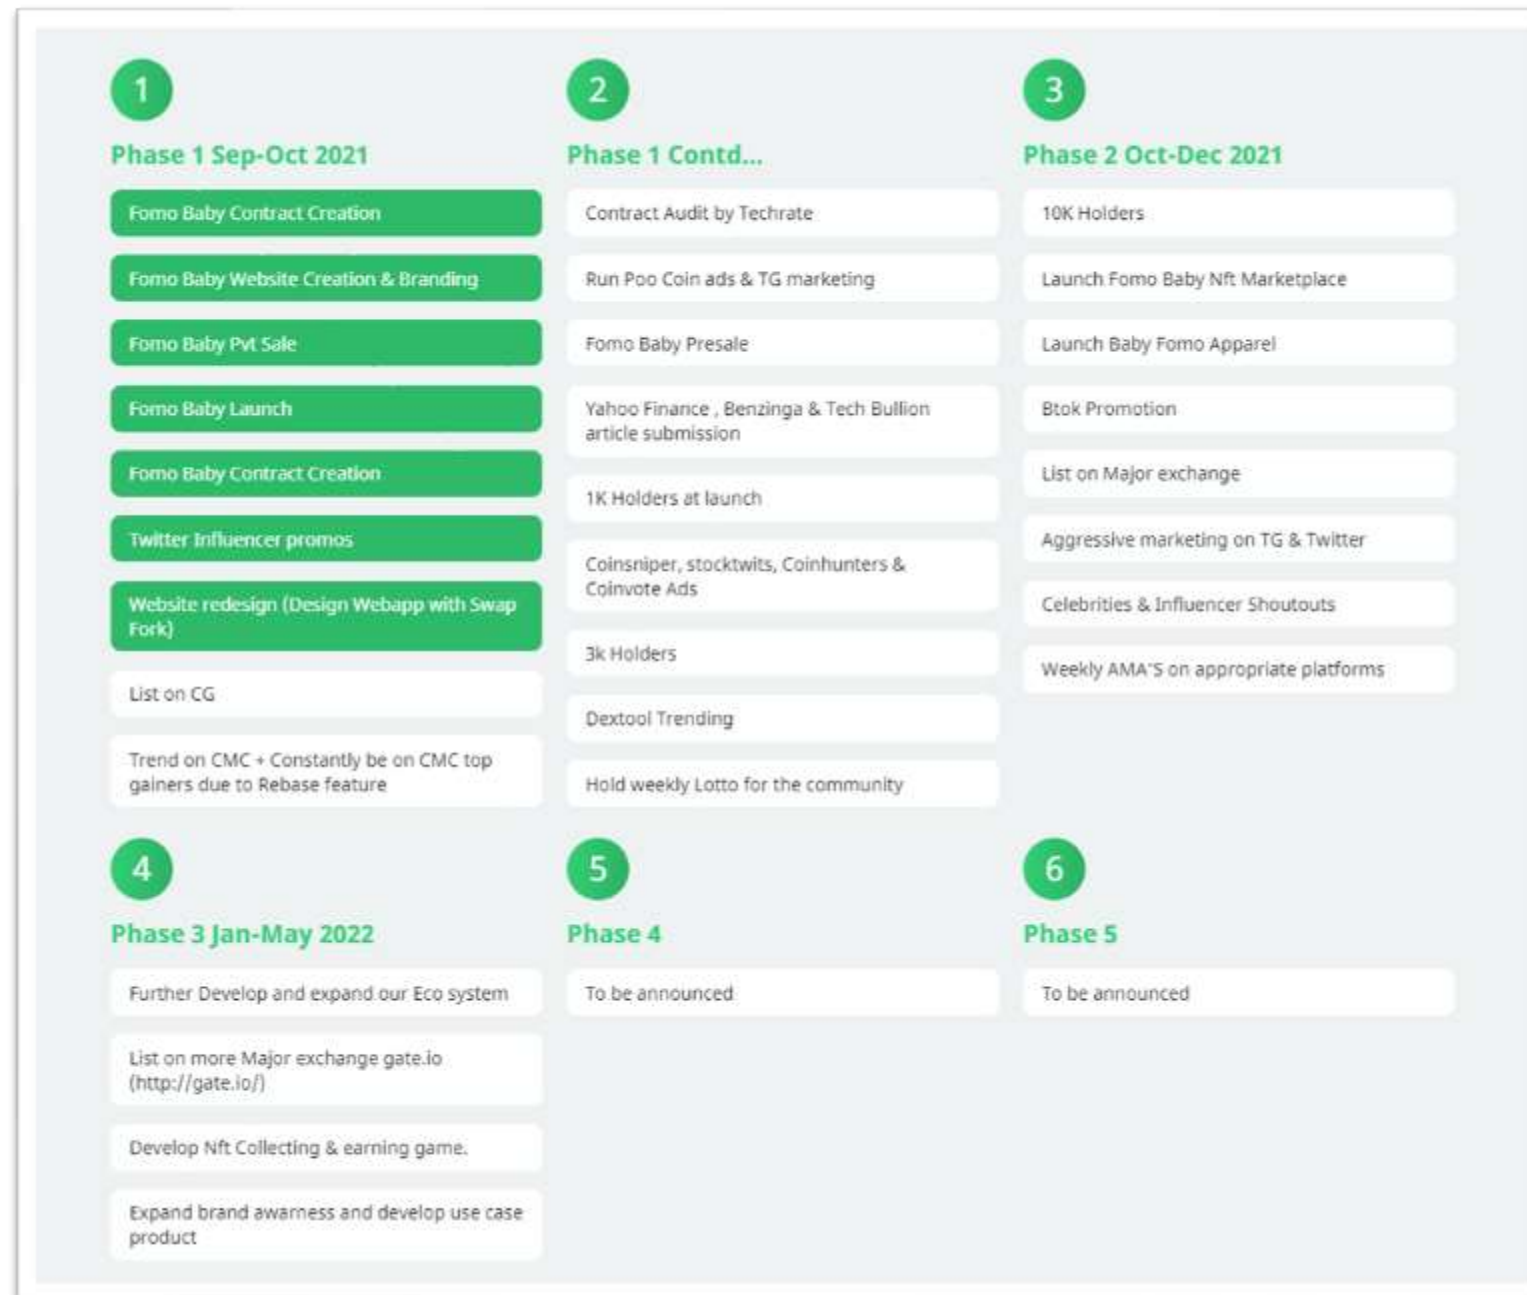 1
Phase 1 Sep-Oct 2021
Fomo Baby Contract Creation
Fomo Baby Website Creation & Branding
Fomo Baby Pvt Sale
Fomo Baby Launch
Fomo Baby Contract Creation
Twitter Influencer promos
Website redesign (Design Webapp with Swap
Fork)
List on CG
Trend on CMC + Constantly be on CMC top
gainers due to Rebase feature
2
Phase 1 Contd...
Contract Audit by Techrate
Run Poo Coin ads & TG marketing
Fomo Baby Presale
Yahoo Finance , Benzinga & Tech Bullion
article submission
1K Holders at launch
Coinsniper, stocktwits, Coinhunters &
Coinvote Ads
3k Holders
Dextool Trending
Hold weekly Lotto for the community
3
Phase 2 Oct-Dec 2021
10K Holders
Launch Fomo Baby Nft Marketplace
Launch Baby Fomo Apparel
Btok Promotion
List on Major exchange
Aggressive marketing on TG & Twitter
Celebrities & Influencer Shoutouts
Weekly AMA'S on appropriate platforms
4
Phase 3 Jan-May 2022
Further Develop and expand our Eco system
List on more Major exchange gate.io
(http://gate.io/)
Develop Nft Collecting & earning game.
Expand brand awarness and develop use case
product
5
Phase 4
To be announced
6
Phase 5
To be announced